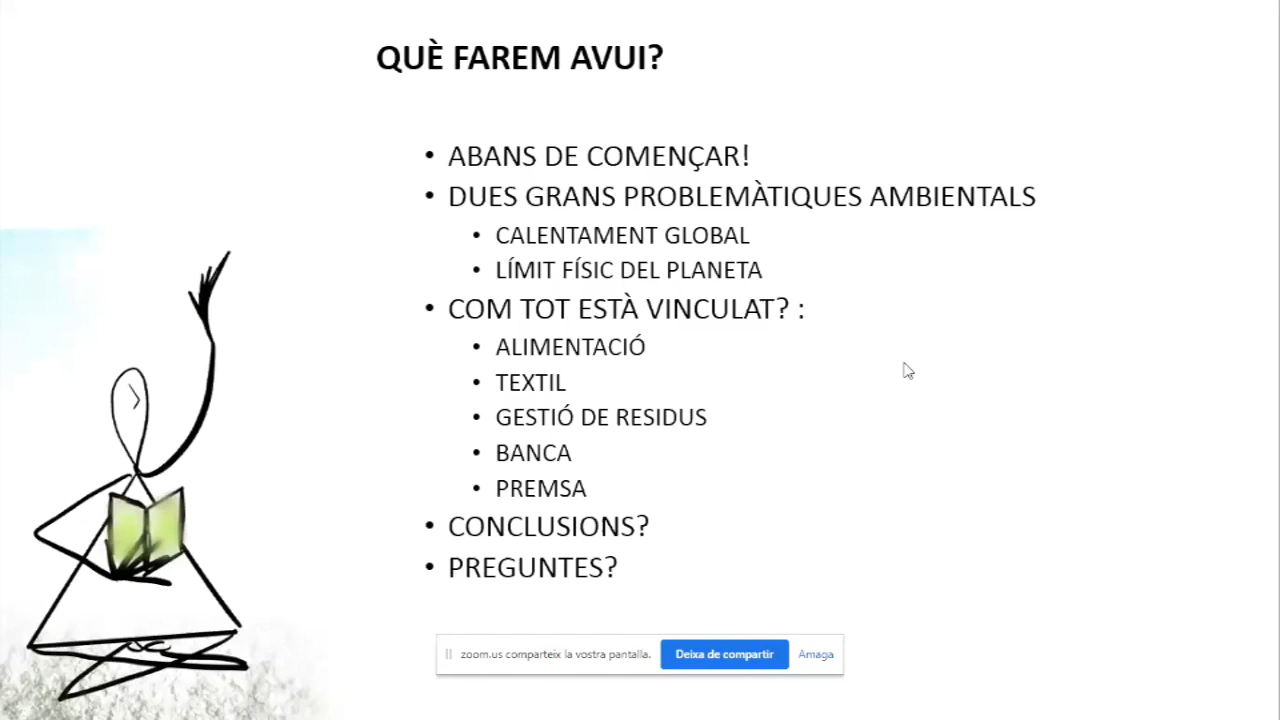 QUÈ FAREM AVUI?
• ABANS DE COMENÇAR!
• DUES GRANS PROBLEMÀTIQUES AMBIENTALS
• CALENTAMENT GLOBAL
• LÍMIT FÍSIC DEL PLANETA
• COM TOT ESTÀ VINCULAT? :
• ALIMENTACIÓ
• TEXTIL
• GESTIÓ DE RESIDUS
• BANCA
• PREMSA
• CONCLUSIONS?
• PREGUNTES?
zoom.us comparteix la vostra pantalla. Deixa de compartir Amaga